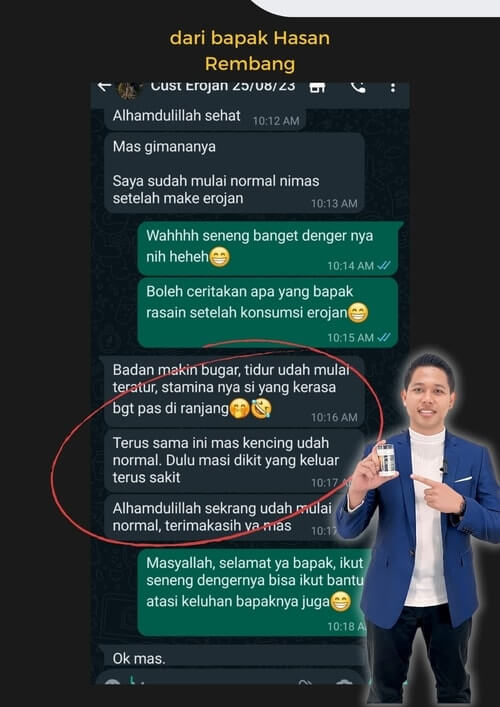 dari bapak Hasan
Rembang
Cust Erojan 25/08/23
Alhamdulillah sehat
10:12 AM
Mas gimananya
Saya sudah mulai normal nimas
setelah make erojan
10:13 AM
Wahhhh seneng banget denger nya
nih heheh😁
10:14 AM
Boleh ceritakan apa yang bapak
rasain setelah konsumsi erojan😁
10:15 AM
Badan makin bugar, tidur udah mulai
teratur, stamina nya si yang kerasa
bgt pas di ranjang🤭🤣
10:16 AM
Terus sama ini mas kencing udah
normal. Dulu masi dikit yang keluar
terus sakit
10:17
Alhamdulillah sekrang udah mulai
normal, terimakasih ya mas
10:17
Masyallah, selamat ya bapak, ikut
seneng dengernya bisa ikut bantu
atasi keluhan bapaknya juga😁
10:18 A
Ok mas.